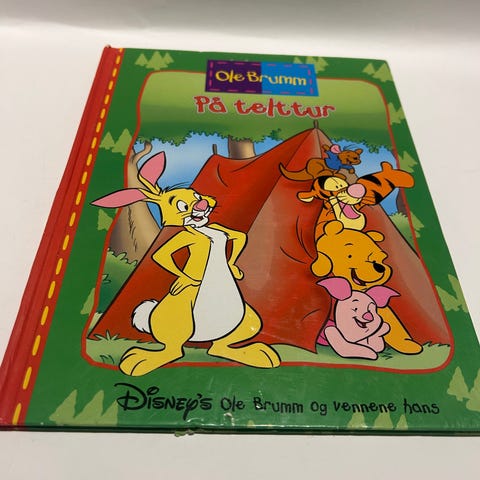 Ole Brumm
På telttur
Disney's Ole Brumm og vennene hans